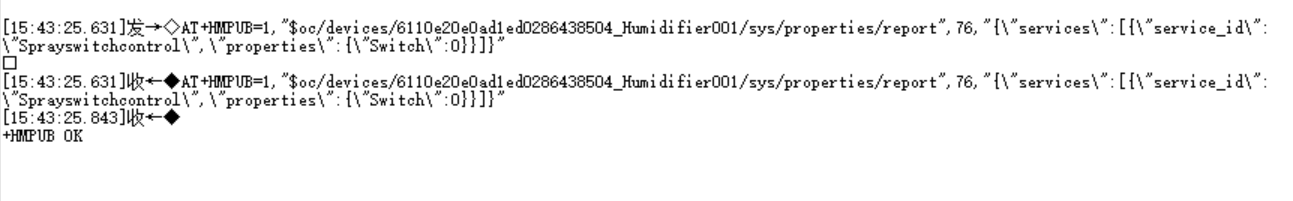 [15:43:25.631]发→◇AT+HMPUB=1,"$oc/devices/6110e20e0ad1ed0286438504_Humidifier001/sys/properties/report",76,"{\"services\":[{\"service_id\":
\"Sprayswitchcontrol\",\"properties\":{\"Switch\":0}}]}"
□
[15:43:25.631]收←◆AT+HMPUB=1,"$oc/devices/6110e20e0ad1ed0286438504_Humidifier001/sys/properties/report",76,"{\"services\":[{\"service_id\":
\"Sprayswitchcontrol\",\"properties\":{\"Switch\":0}}]}"
[15:43:25.843]收←◆
+HMPUB OK